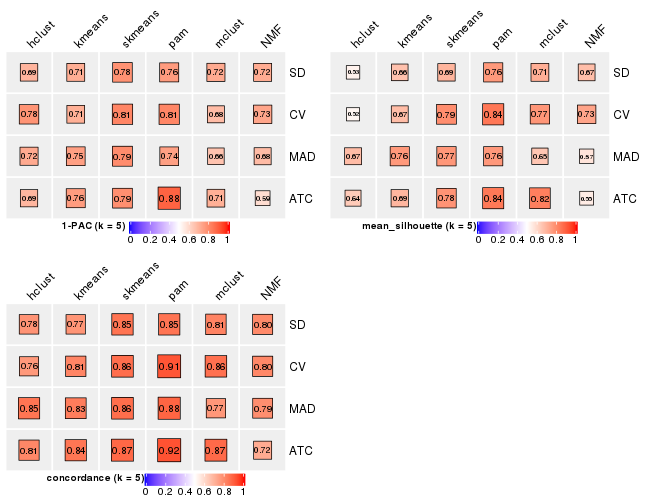 hclust kmeans skmeans pam mclust NMF
0.69 0.71 0.78 0.76 0.72 0.72 SD
0.78 0.71 0.81 0.81 0.68 0.73 CV
0.72 0.75 0.79 0.74 0.66 0.68 MAD
0.69 0.76 0.79 0.88 0.71 0.59 ATC
1-PAC (k = 5)
0 0.2 0.4 0.6 0.8 1
hclust kmeans skmeans pam mclust NMF
0.53 0.66 0.69 0.76 0.71 0.67 SD
0.52 0.67 0.79 0.84 0.77 0.73 CV
0.67 0.76 0.77 0.76 0.65 0.57 MAD
0.64 0.69 0.78 0.84 0.82 0.55 ATC
mean_silhouette (k = 5)
0 0.2 0.4 0.6 0.8 1
hclust kmeans skmeans pam mclust NMF
0.78 0.77 0.85 0.85 0.81 0.80 SD
0.76 0.81 0.86 0.91 0.86 0.80 CV
0.85 0.83 0.86 0.88 0.77 0.79 MAD
0.81 0.84 0.87 0.92 0.87 0.72 ATC
concordance (k = 5)
0 0.2 0.4 0.6 0.8 1